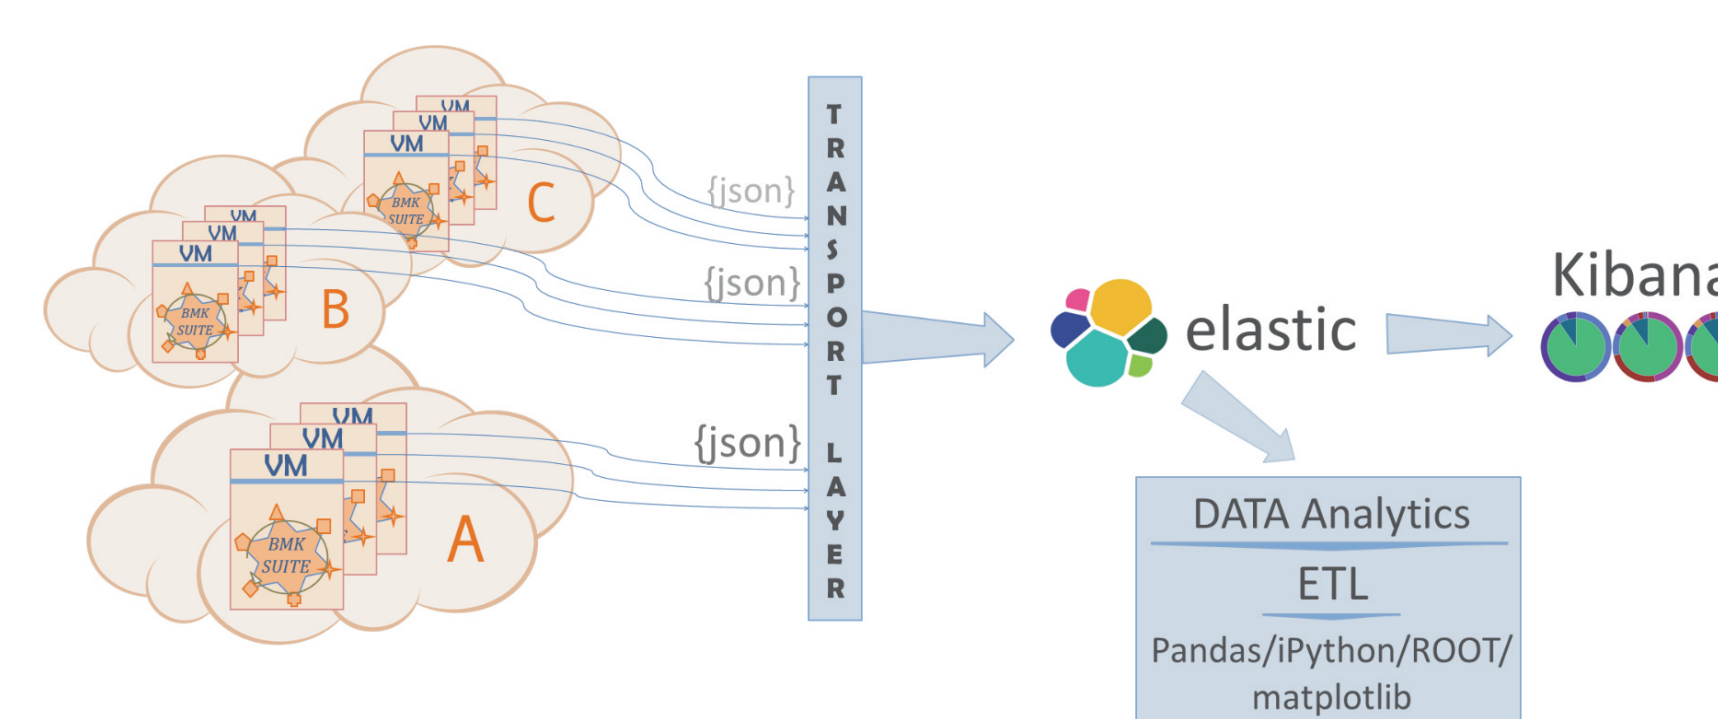 VM
VM
VM
BMK
SUITE
C
{json}
VM
VM
VM
BMK
SUITE
B
{json}
VM
VM
VM
BMK
SUITE
A
{json}
TRANSPORT LAYER
elastic
Kibana
DATA Analytics
ETL
Pandas/iPython/ROOT/
matplotlib